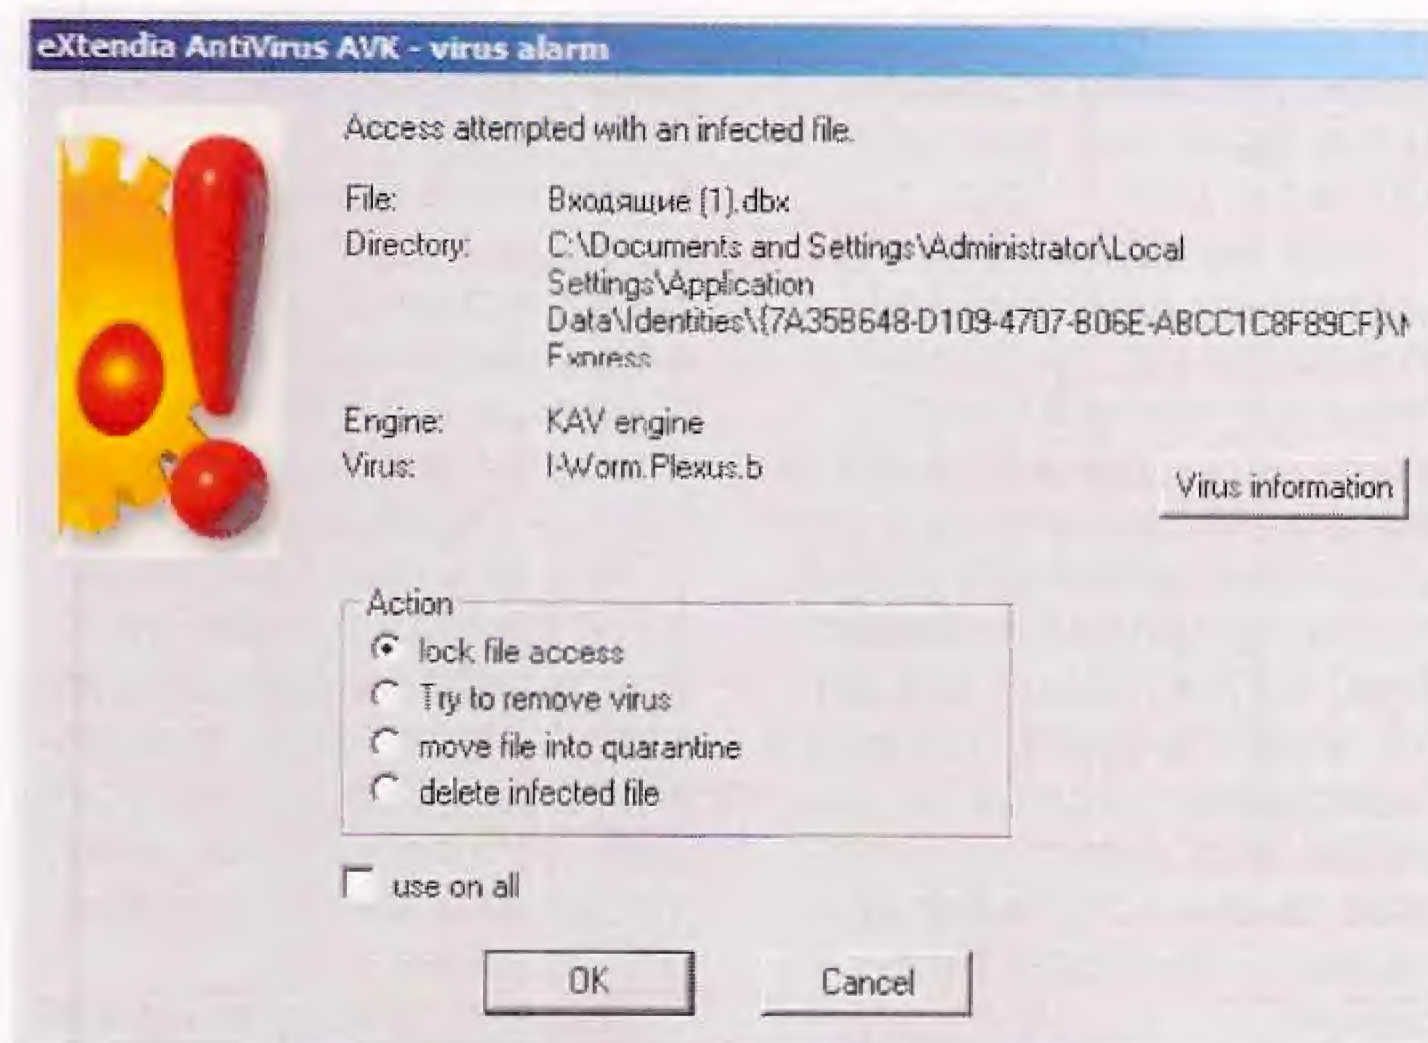 eXtendia AntiVirus AVK - virus alarm
Access attempted with an infected file.
File: Входящие (1).dbx
Directory: C:\Documents and Settings\Administrator\Local
Settings\Application
Data\Identities\{7A35B648-D109-4707-B06E-ABCC1C8F89CF}\M
Express
Engine: KAV engine
Virus: I-Worm.Plexus.b
Virus information
Action
lock file access
Try to remove virus
move file into quarantine
delete infected file
use on all
OK Cancel